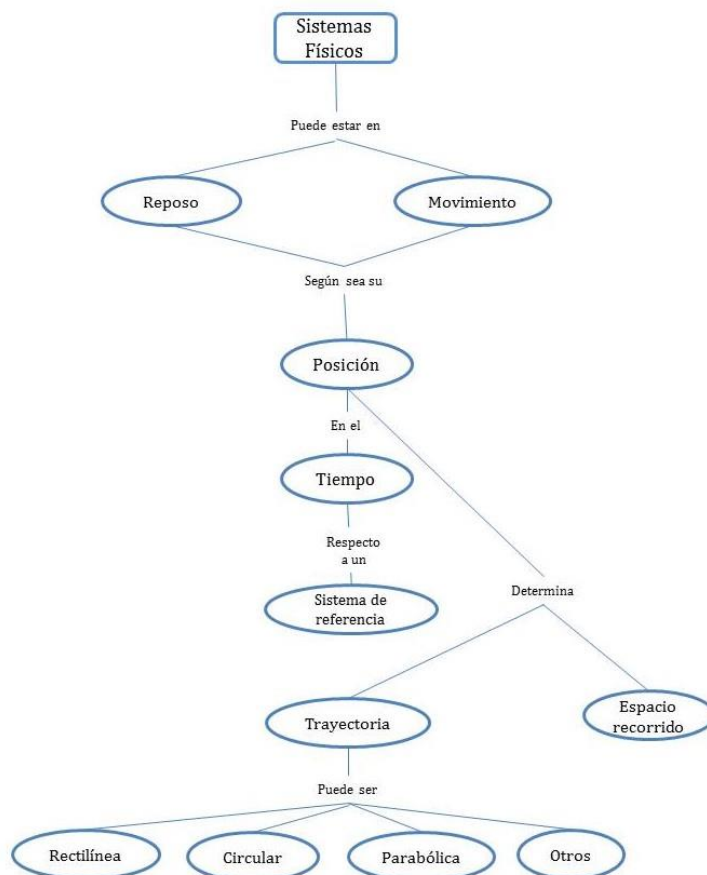 Sistemas
Físicos
Puede estar en
Reposo
Movimiento
Según sea su
Posición
En el
Tiempo
Respecto
a un
Sistema de
referencia
Determina
Trayectoria
Espacio
recorrido
Puede ser
Rectilínea
Circular
Parabólica
Otros